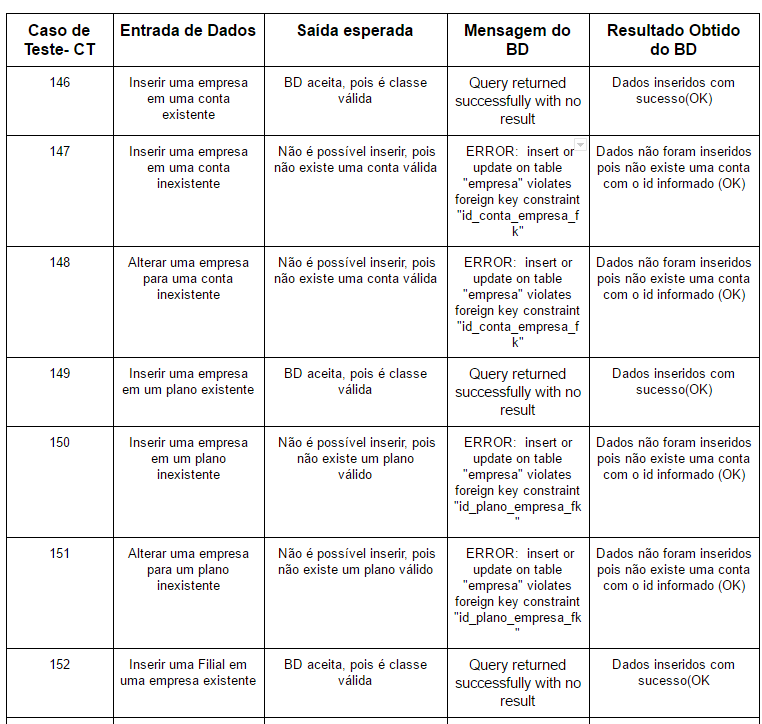 Caso de Teste- CT
Entrada de Dados
Saída esperada
Mensagem do BD
Resultado Obtido do BD
146
Inserir uma empresa
em uma conta
existente
BD aceita, pois é classe
válida
Query returned
successfully with no
result
Dados inseridos com
sucesso(OK)
147
Inserir uma empresa
em uma conta
inexistente
Não é possível inserir, pois
não existe uma conta válida
ERROR: insert or
update on table
"empresa" violates
foreign key constraint
"id_conta_empresa_f
k"
Dados não foram inseridos
pois não existe uma conta
com o id informado (OK)
148
Alterar uma empresa
para uma conta
inexistente
Não é possível inserir, pois
não existe uma conta válida
ERROR: insert or
update on table
"empresa" violates
foreign key constraint
"id_conta_empresa_f
k"
Dados não foram inseridos
pois não existe uma conta
com o id informado (OK)
149
Inserir uma empresa
em um plano existente
BD aceita, pois é classe
válida
Query returned
successfully with no
result
Dados inseridos com
sucesso(OK)
150
Inserir uma empresa
em um plano
inexistente
Não é possível inserir, pois
não existe um plano
válido
ERROR: insert or
update on table
"empresa" violates
foreign key constraint
"id_plano_empresa_fk
"
Dados não foram inseridos
pois não existe uma conta
com o id informado (OK)
151
Alterar uma empresa
para um plano
inexistente
Não é possível inserir, pois
não existe um plano válido
ERROR: insert or
update on table
"empresa" violates
foreign key constraint
"id_plano_empresa_fk
"
Dados não foram inseridos
pois não existe uma conta
com o id informado (OK)
152
Inserir uma Filial em
uma empresa existente
BD aceita, pois é classe
válida
Query returned
successfully with no
result
Dados inseridos com
sucesso(OK